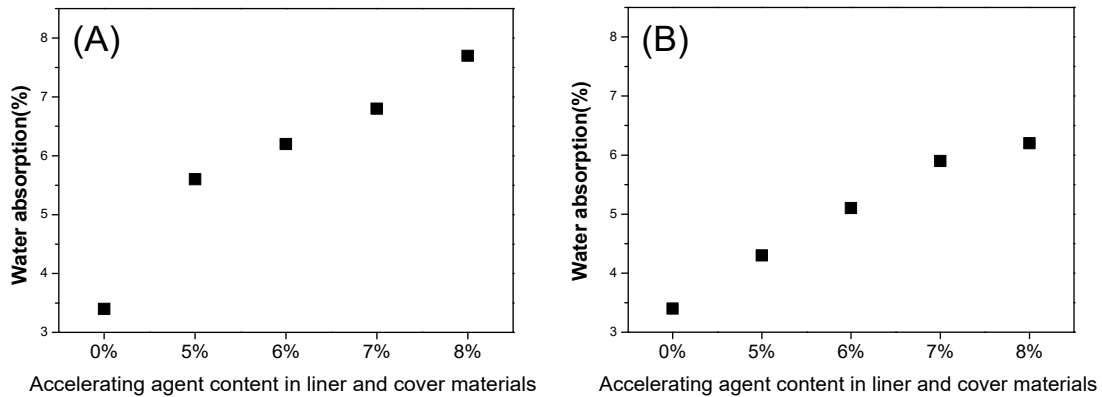 (A)
Water absorption(%)
8
7
6
5
4
3
0% 5% 6% 7% 8%
Accelerating agent content in liner and cover materials
(B)
Water absorption(%)
8
7
6
5
4
3
0% 5% 6% 7% 8%
Accelerating agent content in liner and cover materials